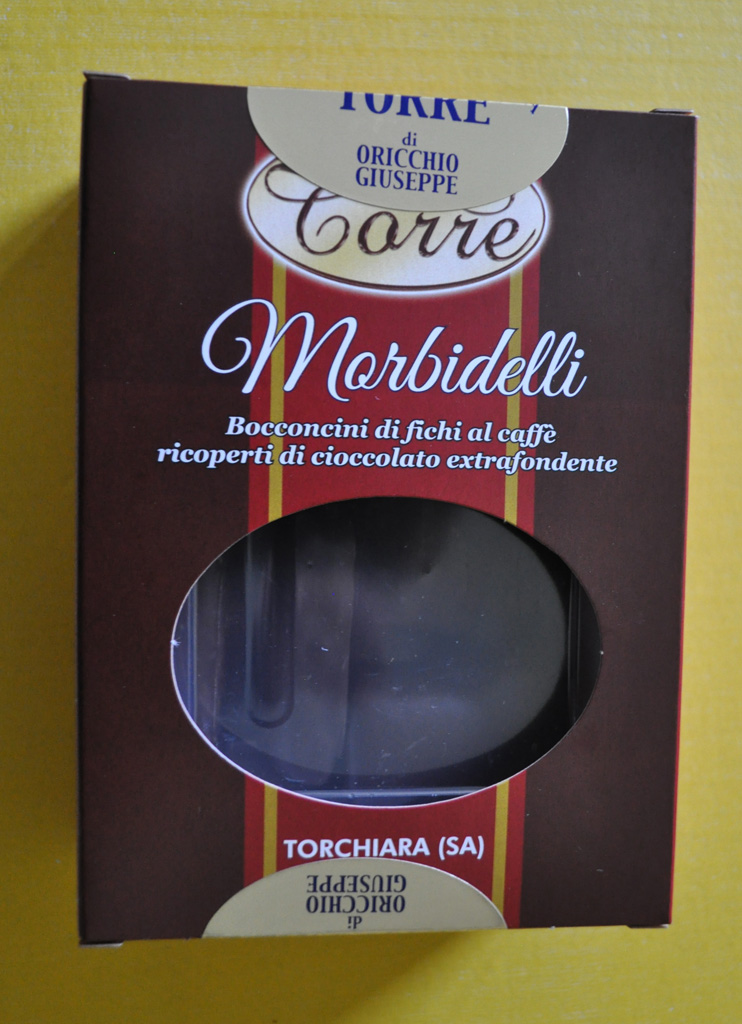 TORRE
di
ORICCHIO
GIUSEPPE
Torre
Morbidelli
Bocconcini di fichi al caffè
ricoperti di cioccolato extrafondente
TORCHIARA (SA)
di
ORICCHIO
GIUSEPPE